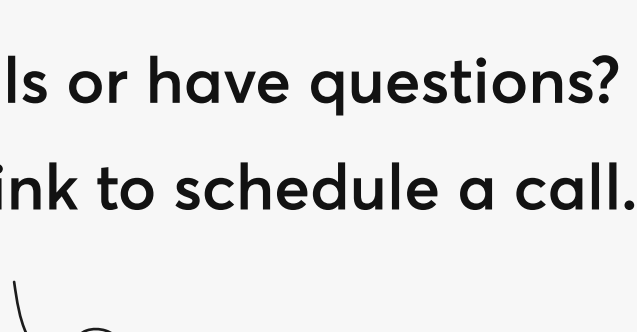 ls or have questions?
ink to schedule a call.